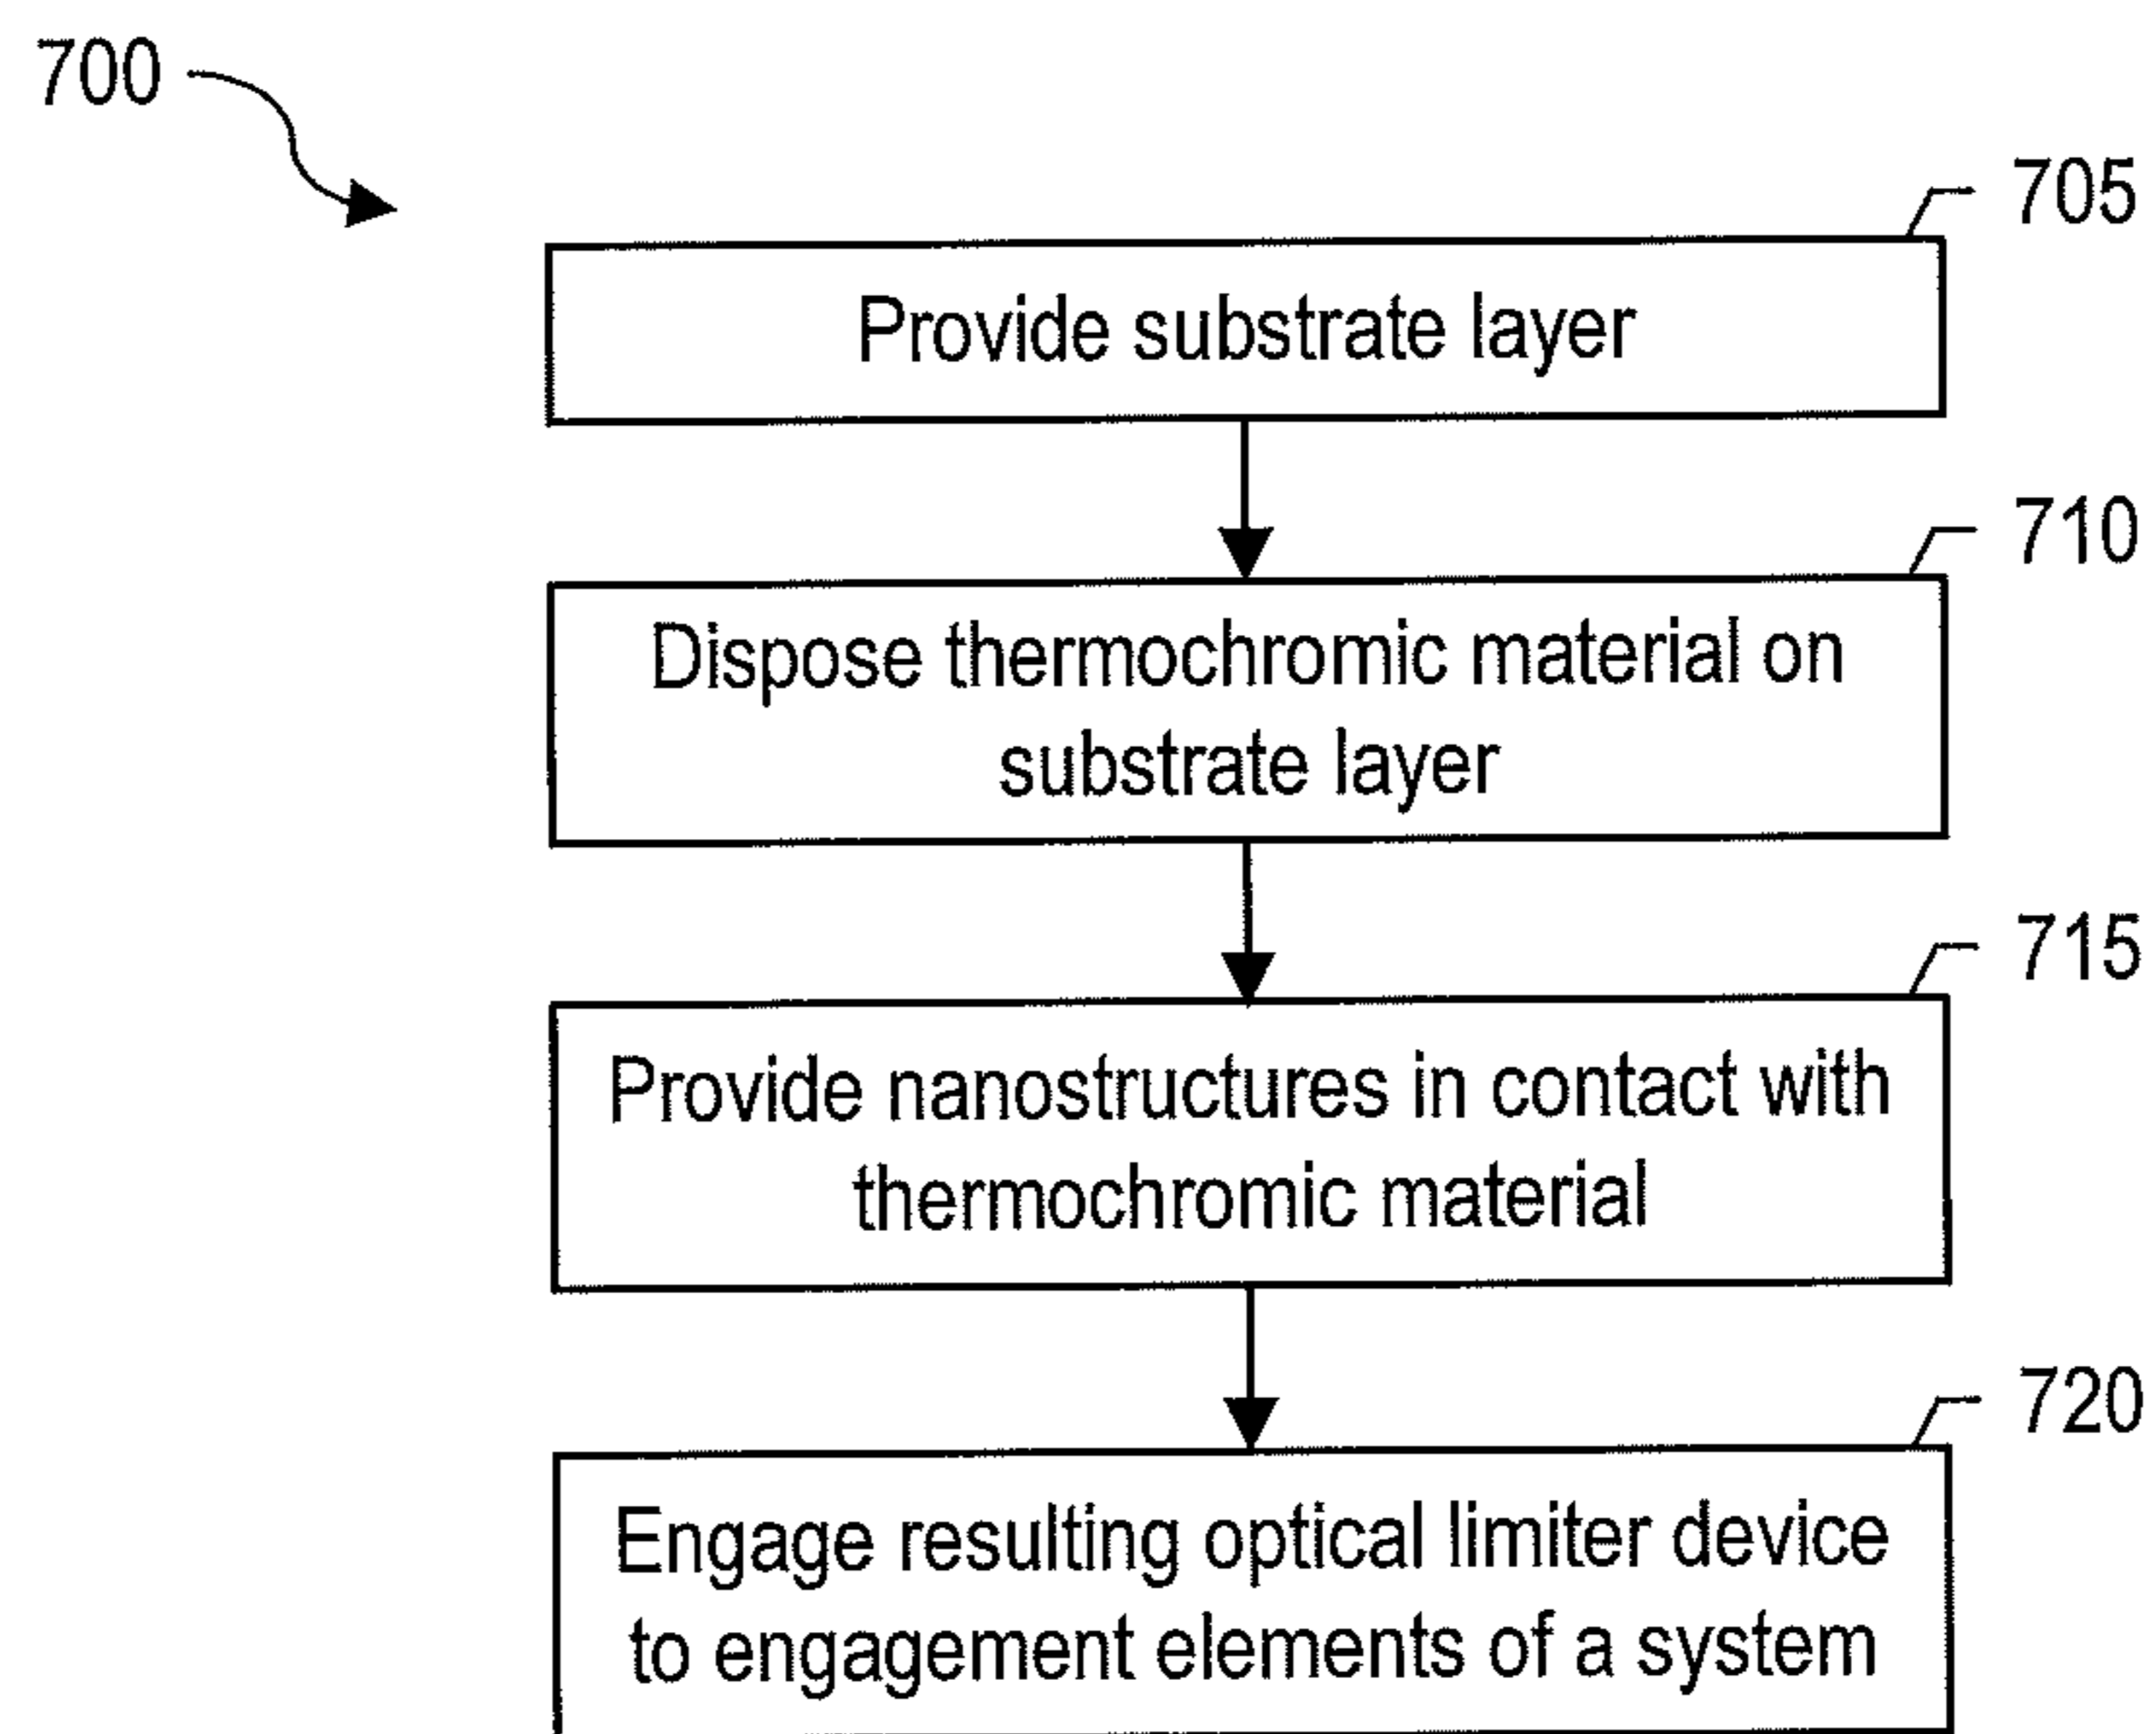 700
705
Provide substrate layer
710
Dispose thermochromic material on
substrate layer
715
Provide nanostructures in contact with
thermochromic material
720
Engage resulting optical limiter device
to engagement elements of a system